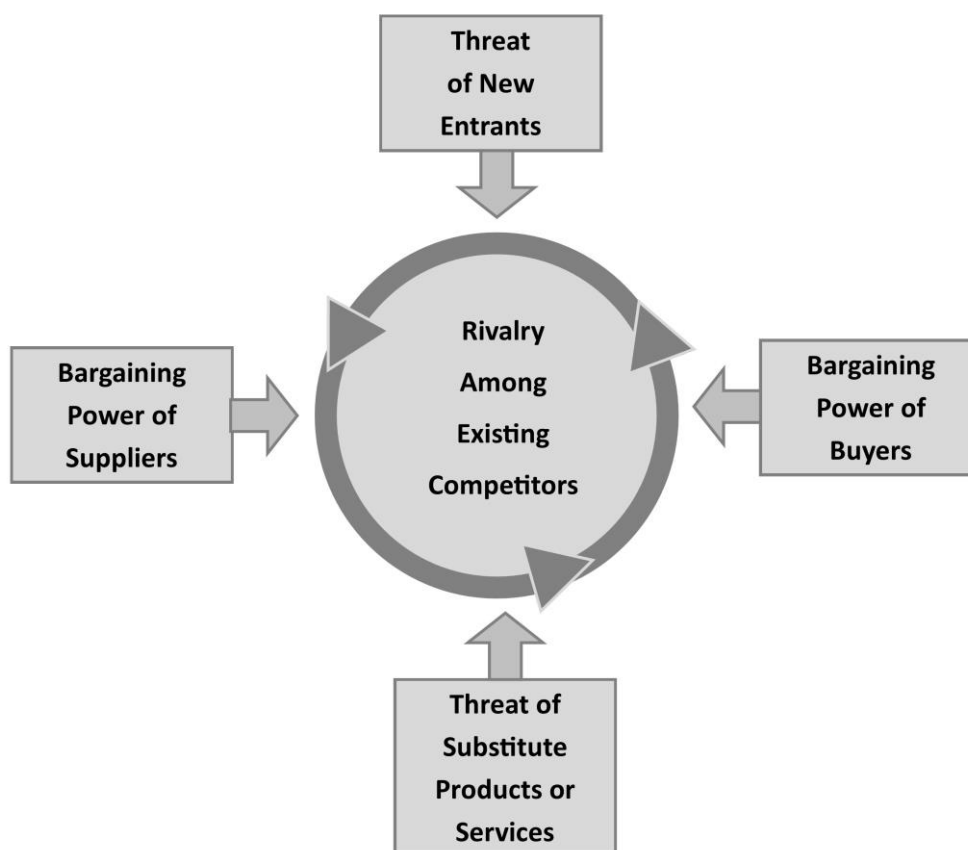 Threat
of New
Entrants
Rivalry
Among
Existing
Competitors
Bargaining
Power of
Suppliers
Bargaining
Power of
Buyers
Threat of
Substitute
Products or
Services